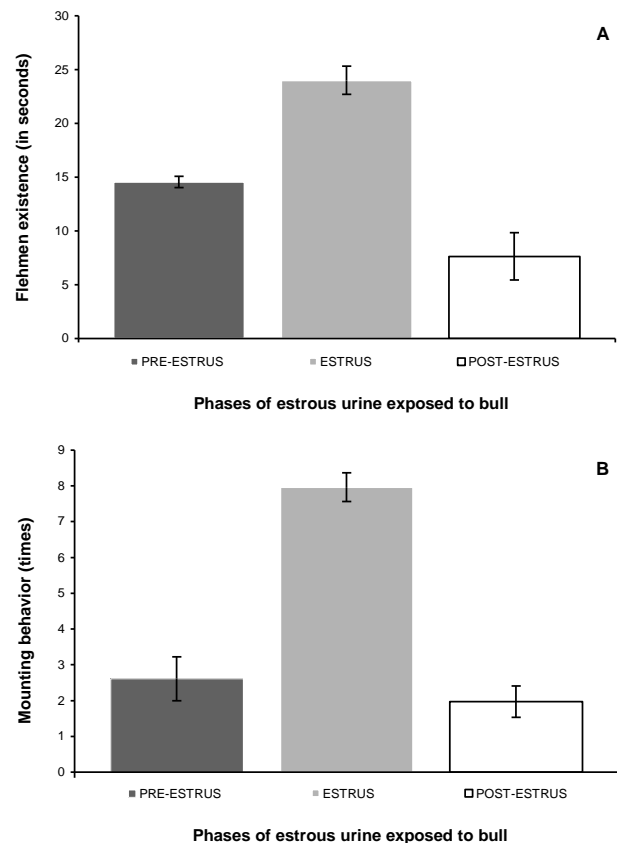 A
Flehmen existence (in seconds)
30
25
20
15
10
5
0
PRE-ESTRUS ESTRUS POST-ESTRUS
Phases of estrous urine exposed to bull
B
Mounting behavior (times)
9
8
7
6
5
4
3
2
1
0
PRE-ESTRUS ESTRUS POST-ESTRUS
Phases of estrous urine exposed to bull